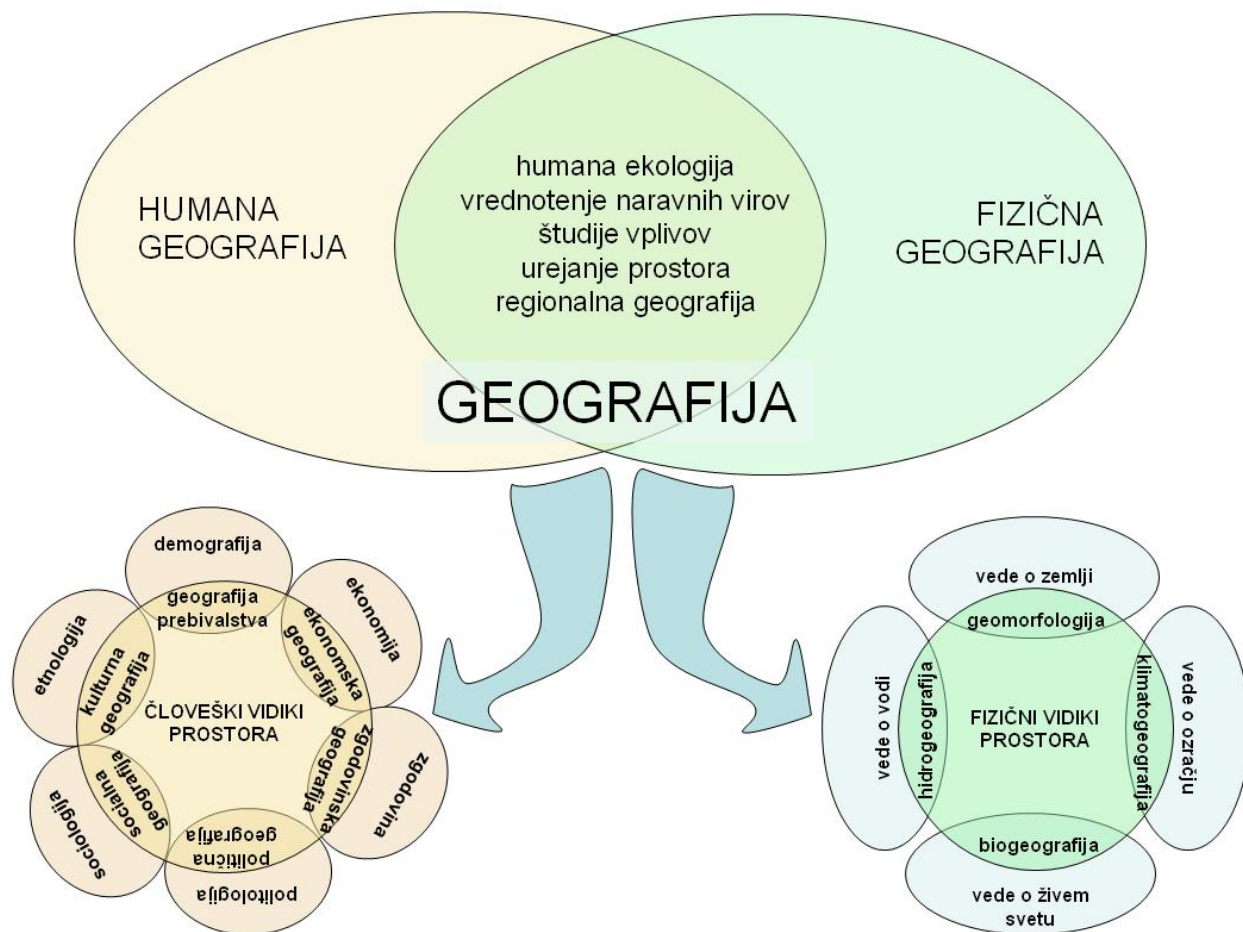 HUMANA
GEOGRAFIJA
humana ekologija
vrednotenje naravnih virov
študije vplivov
urejanje prostora
regionalna geografija
FIZIČNA
GEOGRAFIJA
GEOGRAFIJA
demografija
geografija
prebivalstva
ekonomija
ekonomska
geografija
zgodovina
zgodovinska
geografija
politologija
politična
geografija
sociologija
socialna
geografija
etnologija
kulturna
geografija
ČLOVEŠKI VIDIKI
PROSTORA
vede o zemlji
geomorfologija
vede o ozračju
klimatogeografija
vede o vodi
hidrogeografija
FIZIČNI VIDIKI
PROSTORA
biogeografija
vede o živem
svetu